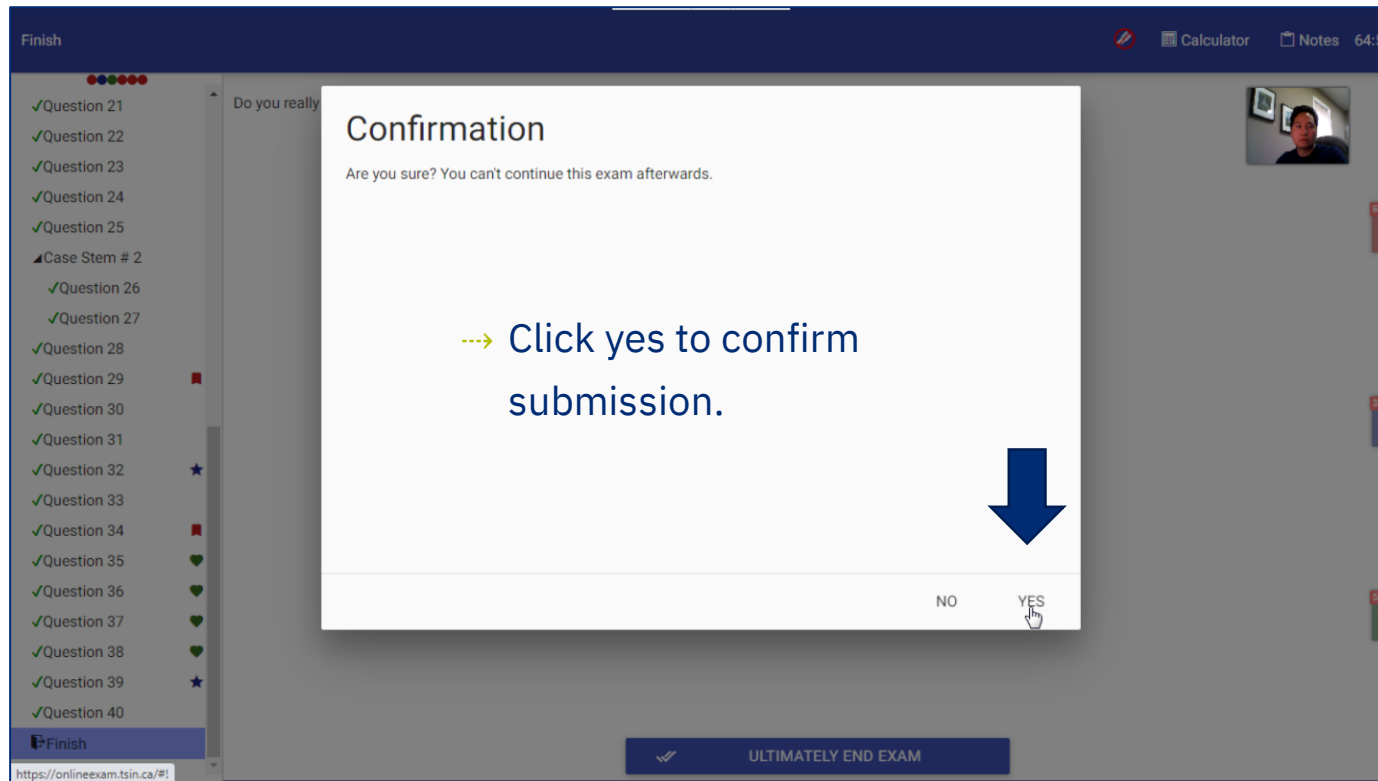 Finish
Calculator
Notes
64:
✓Question 21
✓Question 22
✓Question 23
✓Question 24
✓Question 25
Case Stem # 2
✓Question 26
✓Question 27
✓Question 28
✓Question 29
✓Question 30
✓Question 31
✓Question 32
✓Question 33
✓Question 34
✓Question 35
✓Question 36
✓Question 37
✓Question 38
✓Question 39
✓Question 40
Finish
https://onlineexam.tsin.ca/#!
Do you really
Confirmation
Are you sure? You can't continue this exam afterwards.
Click yes to confirm
submission.
NO
YES
ULTIMATELY END EXAM